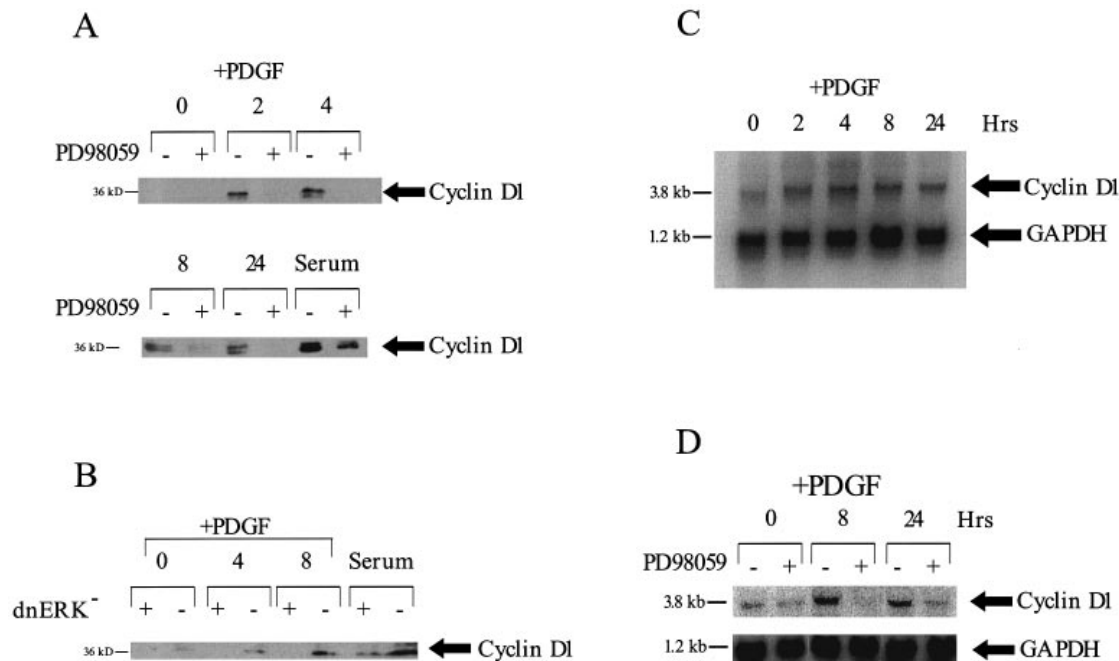 A
+PDGF
0 2 4
PD98059 - + - + - +
36 kD Cyclin Dl
8 24 Serum
PD98059 - + - + - +
36 kD Cyclin Dl
B
+PDGF
0 4 8 Serum
dnERK- + - + - + - + -
36 kD Cyclin Dl
C
+PDGF
0 2 4 8 24 Hrs
3.8 kb Cyclin Dl
1.2 kb GAPDH
D
+PDGF
0 8 24 Hrs
PD98059 - + - + - +
3.8 kb Cyclin Dl
1.2 kb GAPDH